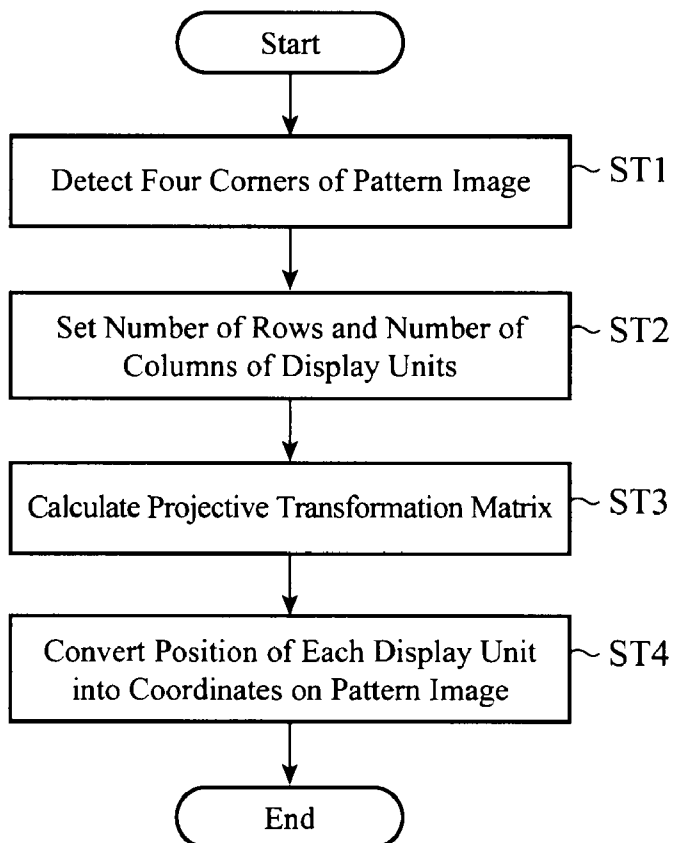 Start
Detect Four Corners of Pattern Image
~ ST1
Set Number of Rows and Number of
Columns of Display Units
~ ST2
Calculate Projective Transformation Matrix
~ ST3
Convert Position of Each Display Unit
into Coordinates on Pattern Image
~ ST4
End